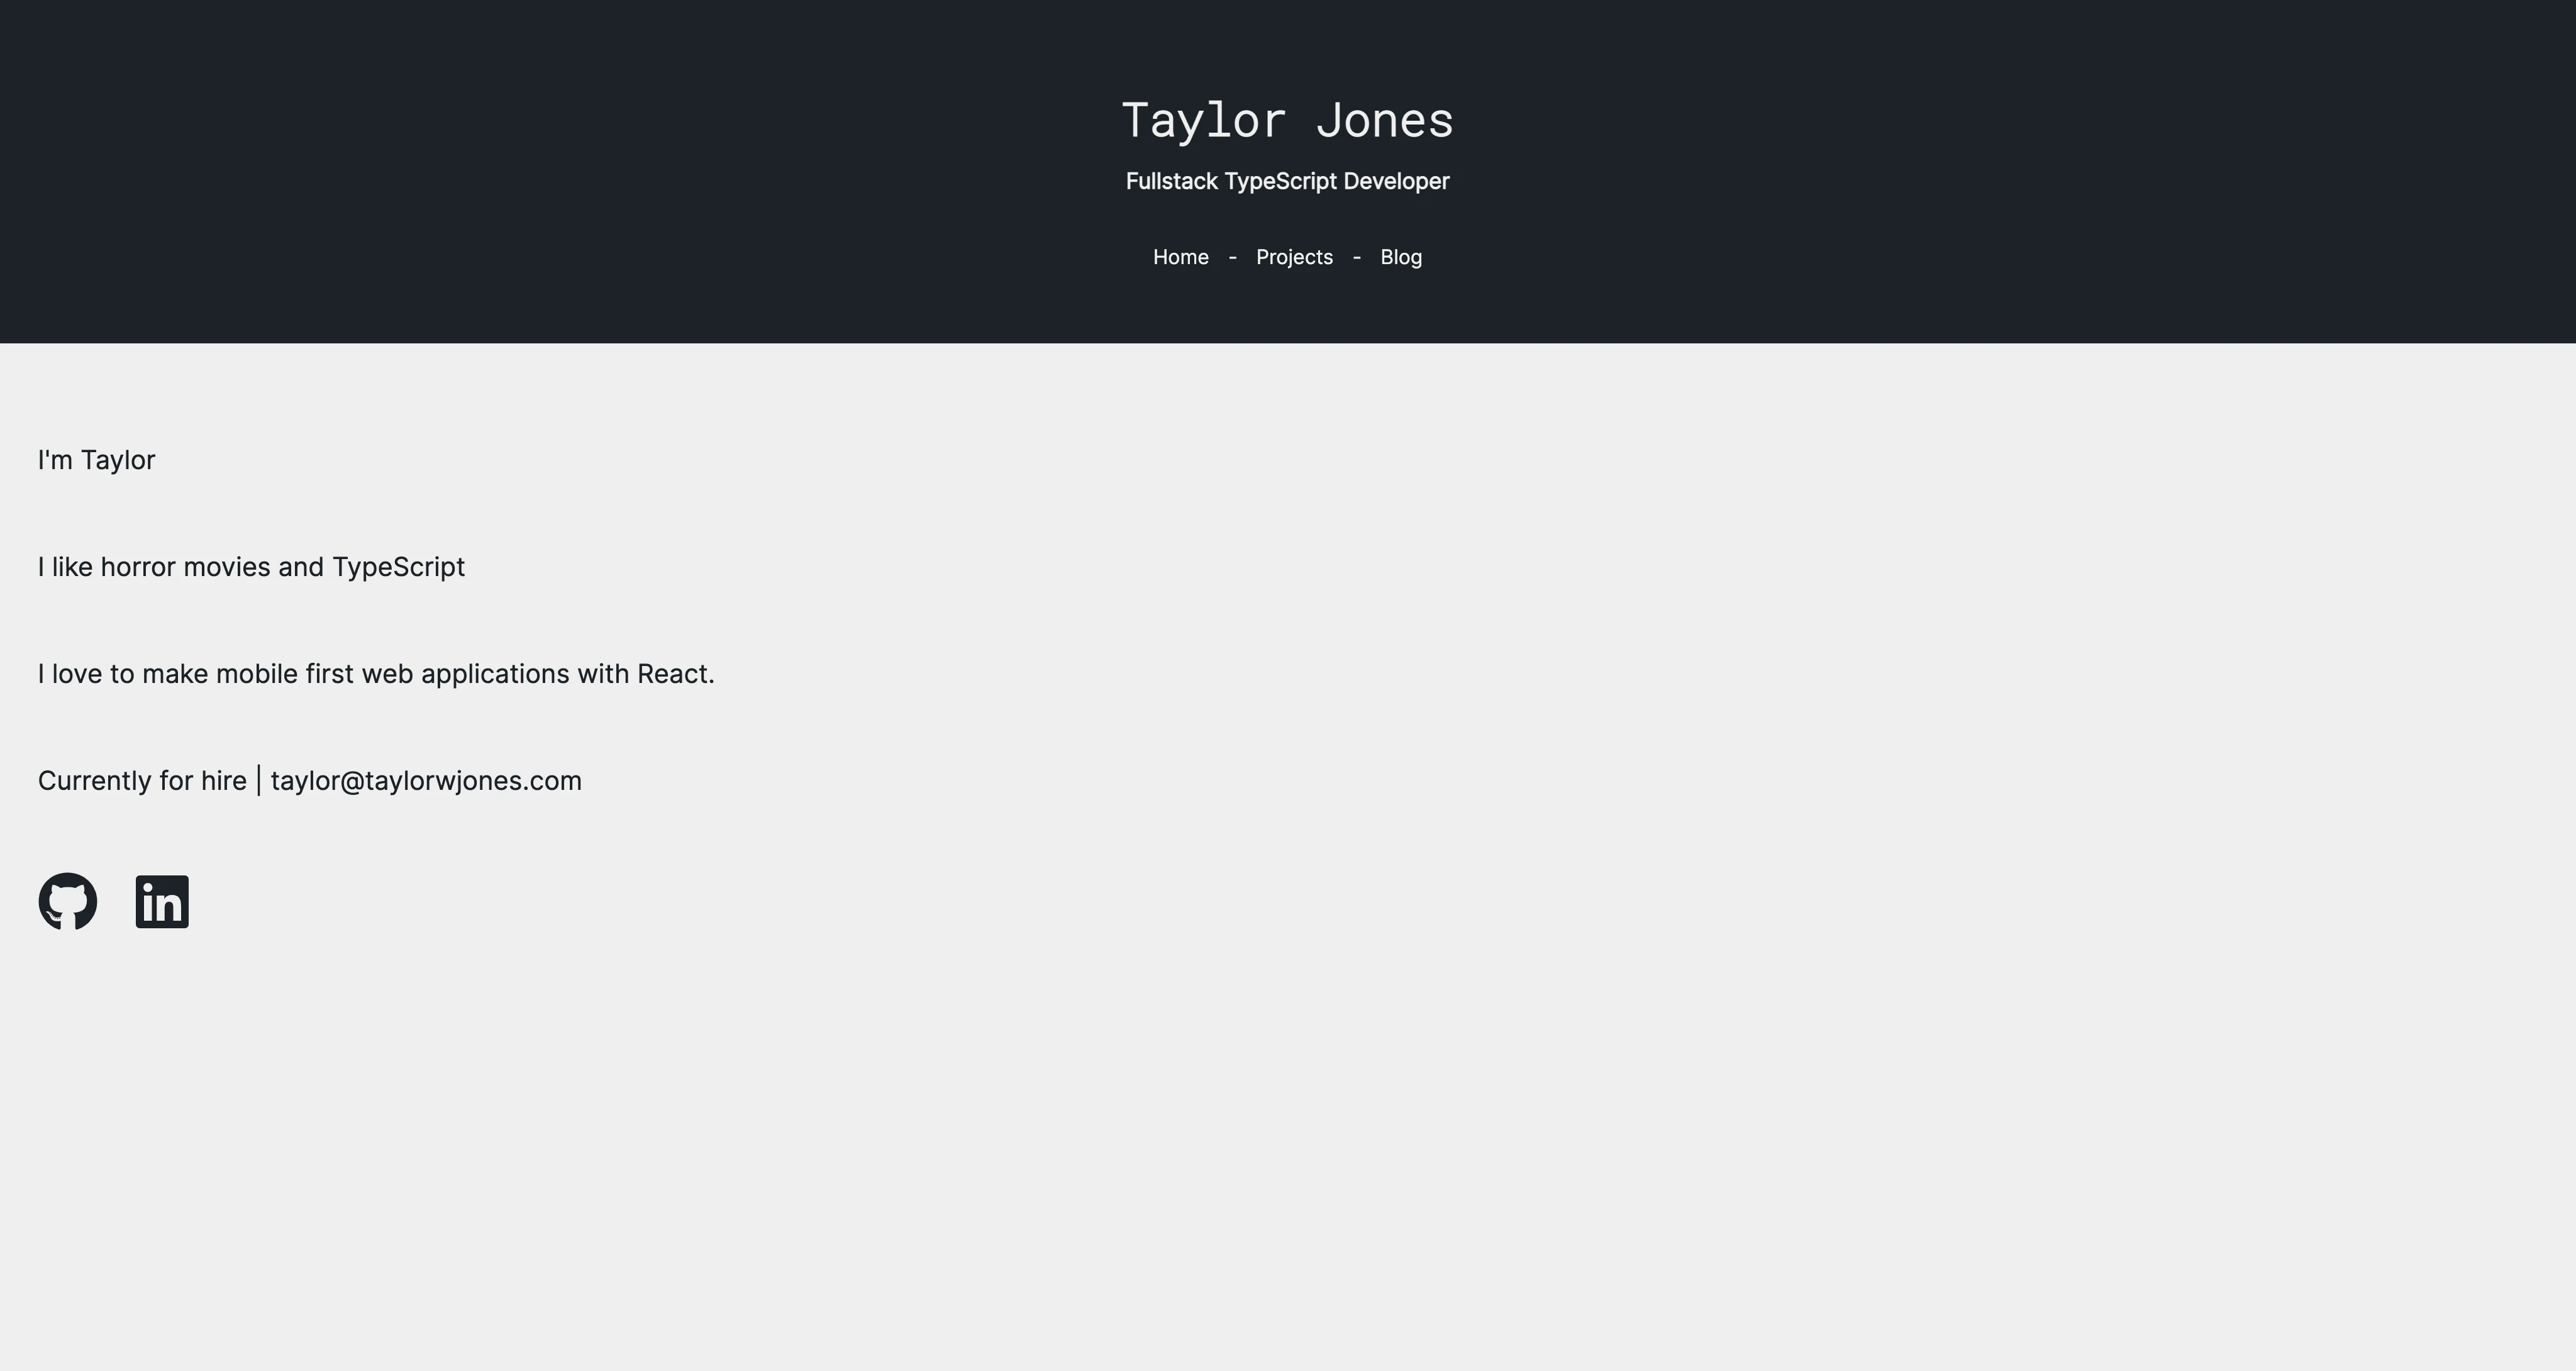 Taylor Jones
Fullstack TypeScript Developer
Home - Projects - Blog
I'm Taylor
I like horror movies and TypeScript
I love to make mobile first web applications with React.
Currently for hire | taylor@taylorwjones.com
in